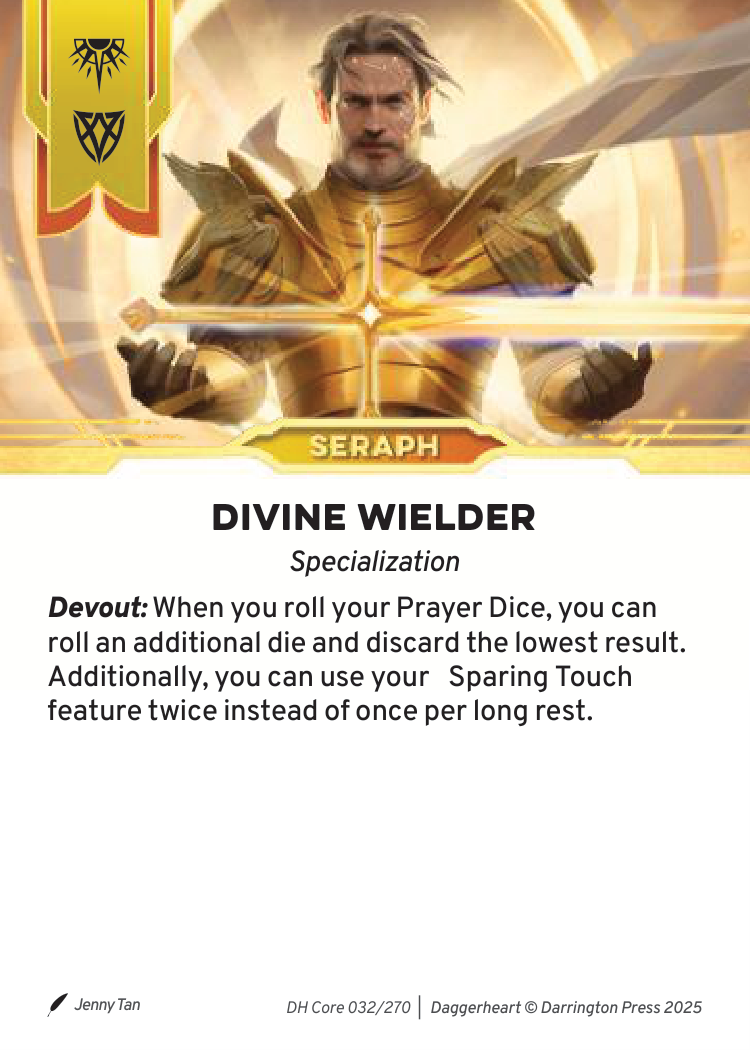 SERAPH
DIVINE WIELDER
Specialization
Devout: When you roll your Prayer Dice, you can
roll an additional die and discard the lowest result.
Additionally, you can use your Sparing Touch
feature twice instead of once per long rest.
Jenny Tan
DH Core 032/270 | Daggerheart © Darrington Press 2025